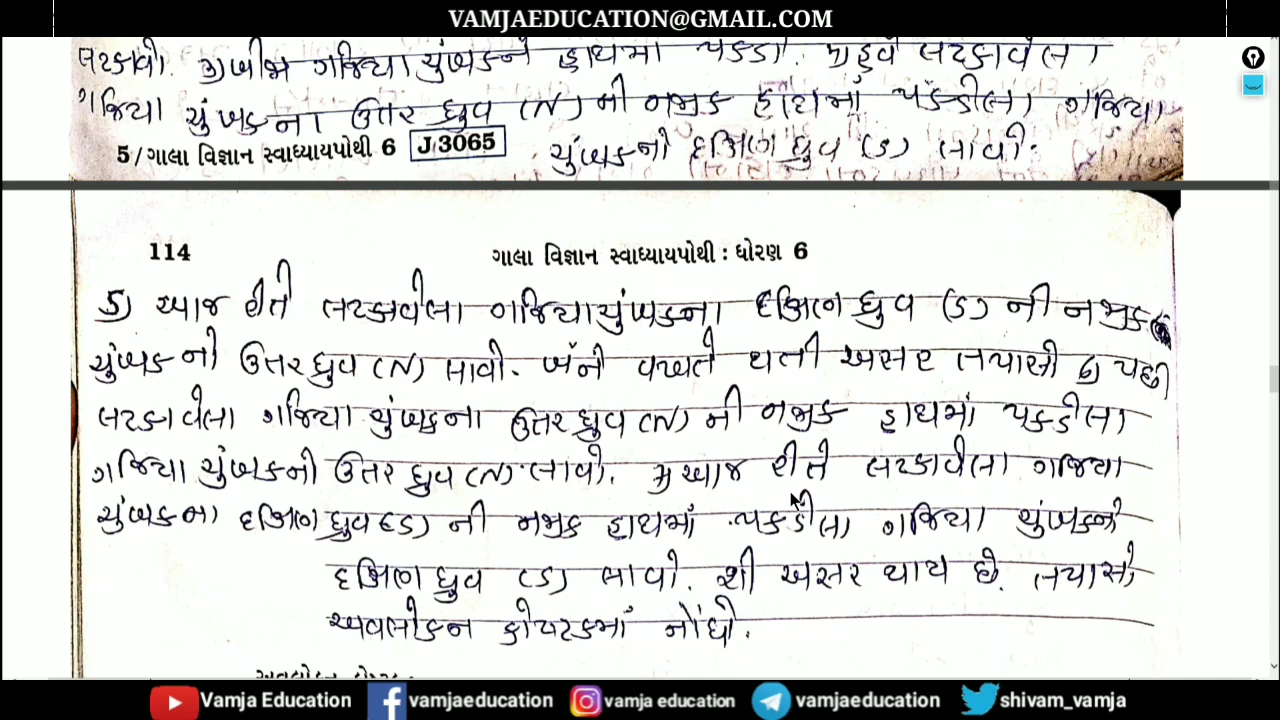 VAMJAEDUCATION@GMAIL.COM
લટકાવો. 3) બીજા ગજિયા ચુંબકને હાથમાં પકડો. 4) હવે લટકાવેલા
ગજિયા ચુંબકના ઉત્તર ધ્રુવ (N) ની નજીક હાથમાં પકડેલા ગજિયા
5/ગાલા વિજ્ઞાન સ્વાધ્યાયપોથી 6 J 3065 ચુંબકનો દક્ષિણ ધ્રુવ (S) લાવો.
114 ગાલા વિજ્ઞાન સ્વાધ્યાયપોથી : ધોરણ 6
5) આજ રીતે લટકાવેલા ગજિયા ચુંબકના દક્ષિણ ધ્રુવ (S) ની નજીક
ચુંબકનો ઉત્તર ધ્રુવ (N) લાવો. બંને વખતે થતી અસર તપાસો 6) પછી
લટકાવેલા ગજિયા ચુંબકના ઉત્તર ધ્રુવ (N) ની નજીક હાથમાં પકડેલા
ગજિયા ચુંબકનો ઉત્તર ધ્રુવ (N) લાવો. 7) આજ રીતે લટકાવેલા ગજિયા
ચુંબકના દક્ષિણ ધ્રુવ (S) ની નજીક હાથમાં પકડેલા ગજિયા ચુંબકનો
દક્ષિણ ધ્રુવ (S) લાવો. શી અસર થાય છે. તપાસો,
અવલોકન કોષ્ટકમાં નોંધો.
Vamja Education vamjaeducation vamja education vamjaeducation shivam_vamja